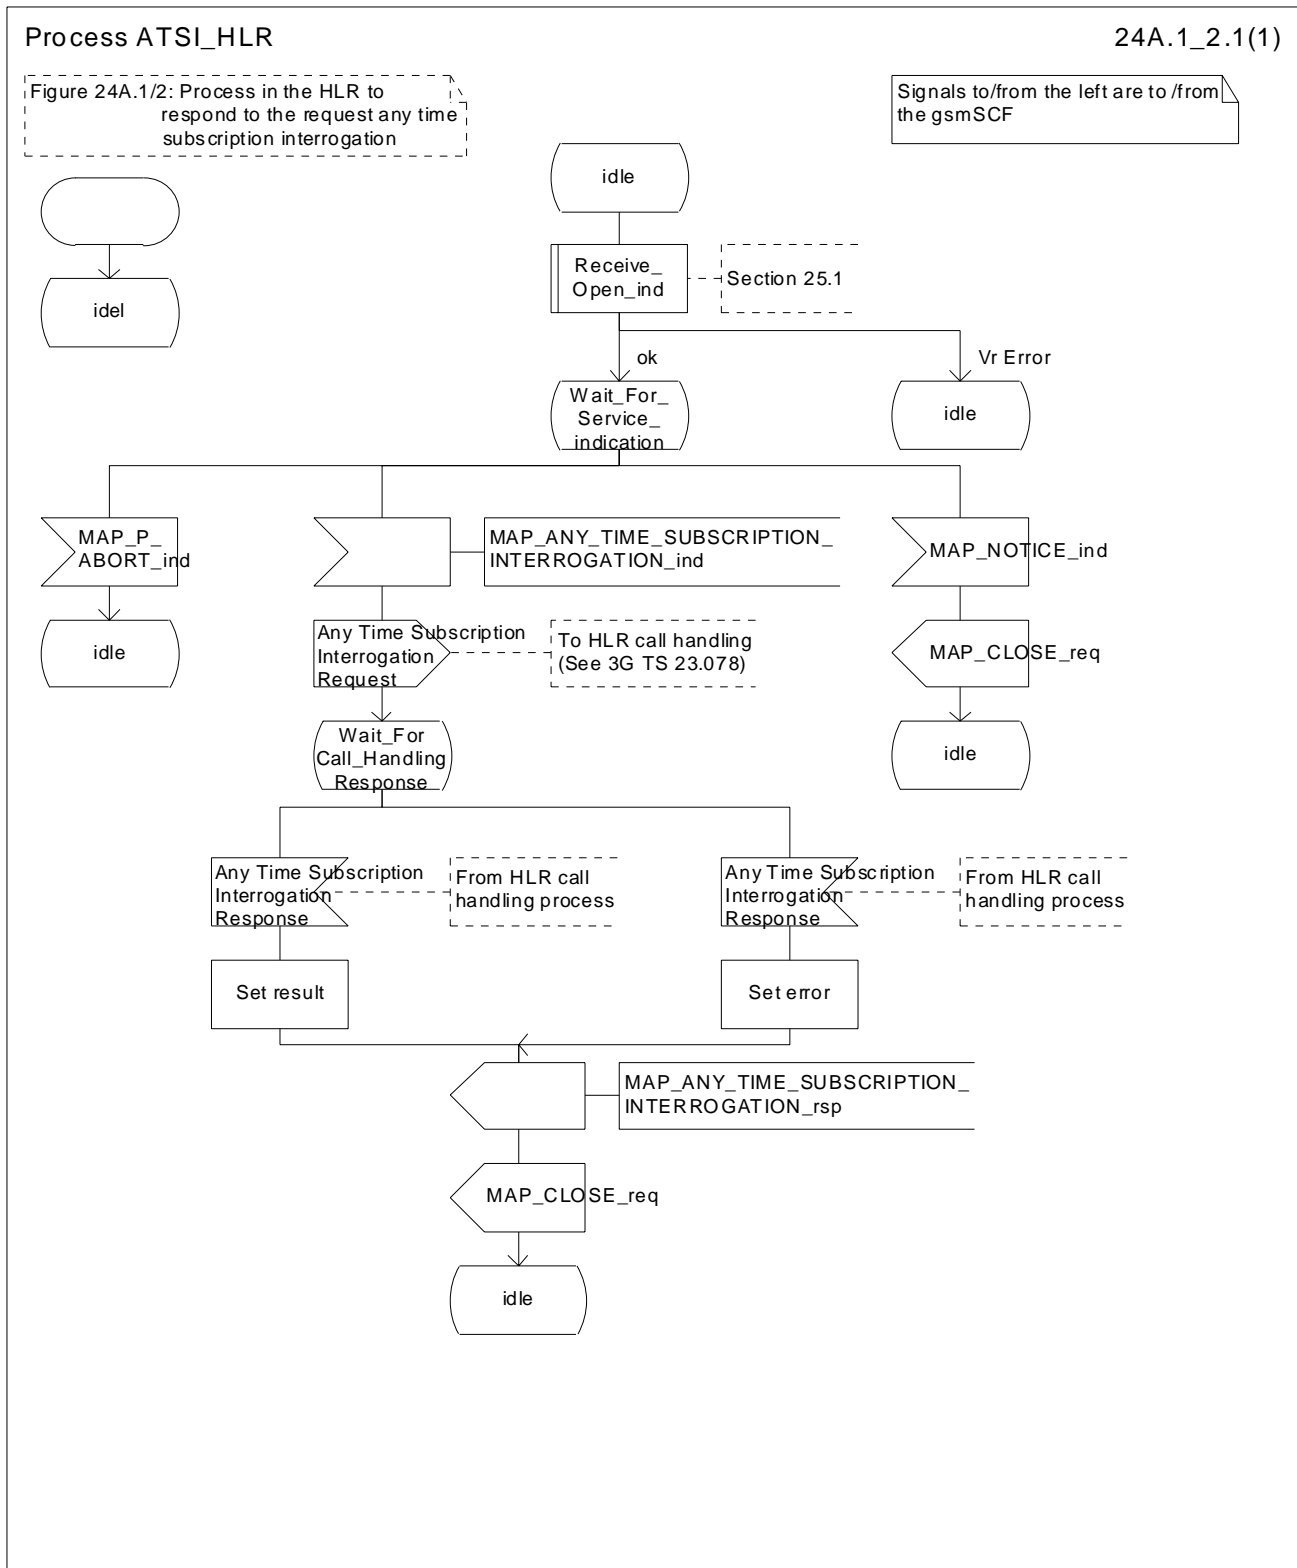 Process ATSI_HLR
24A.1_2.1(1)
Figure 24A.1/2: Process in the HLR to
respond to the request any time
subscription interrogation
Signals to/from the left are to /from
the gsmSCF
idle
idel
Receive_
Open_ind
Section 25.1
ok
Vr Error
Wait_For_
Service_
indication
idle
MAP_P_
ABORT_ind
MAP_ANY_TIME_SUBSCRIPTION_
INTERROGATION_ind
MAP_NOTICE_ind
idle
Any Time Subscription
Interrogation
Request
To HLR call handling
(See 3G TS 23.078)
MAP_CLOSE_req
Wait_For
Call_Handling
Response
idle
Any Time Subscription
Interrogation
Response
From HLR call
handling process
Any Time Subscription
Interrogation
Response
From HLR call
handling process
Set result
Set error
MAP_ANY_TIME_SUBSCRIPTION_
INTERROGATION_rsp
MAP_CLOSE_req
idle